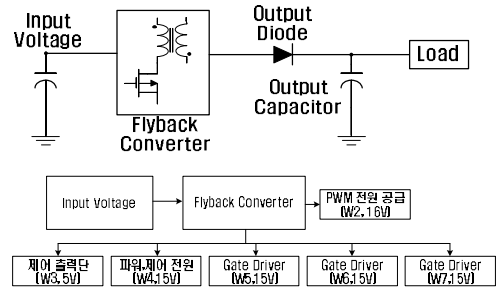 Input
Voltage
Output
Diode
Load
Output
Capacitor
Flyback
Converter
Input Voltage
Flyback Converter
PWM 전원 공급
(W2,16V)
제어 출력단
(W3,5V)
파워,제어 전원
(W4,15V)
Gate Driver
(W5,15V)
Gate Driver
(W6,15V)
Gate Driver
(W7,15V)